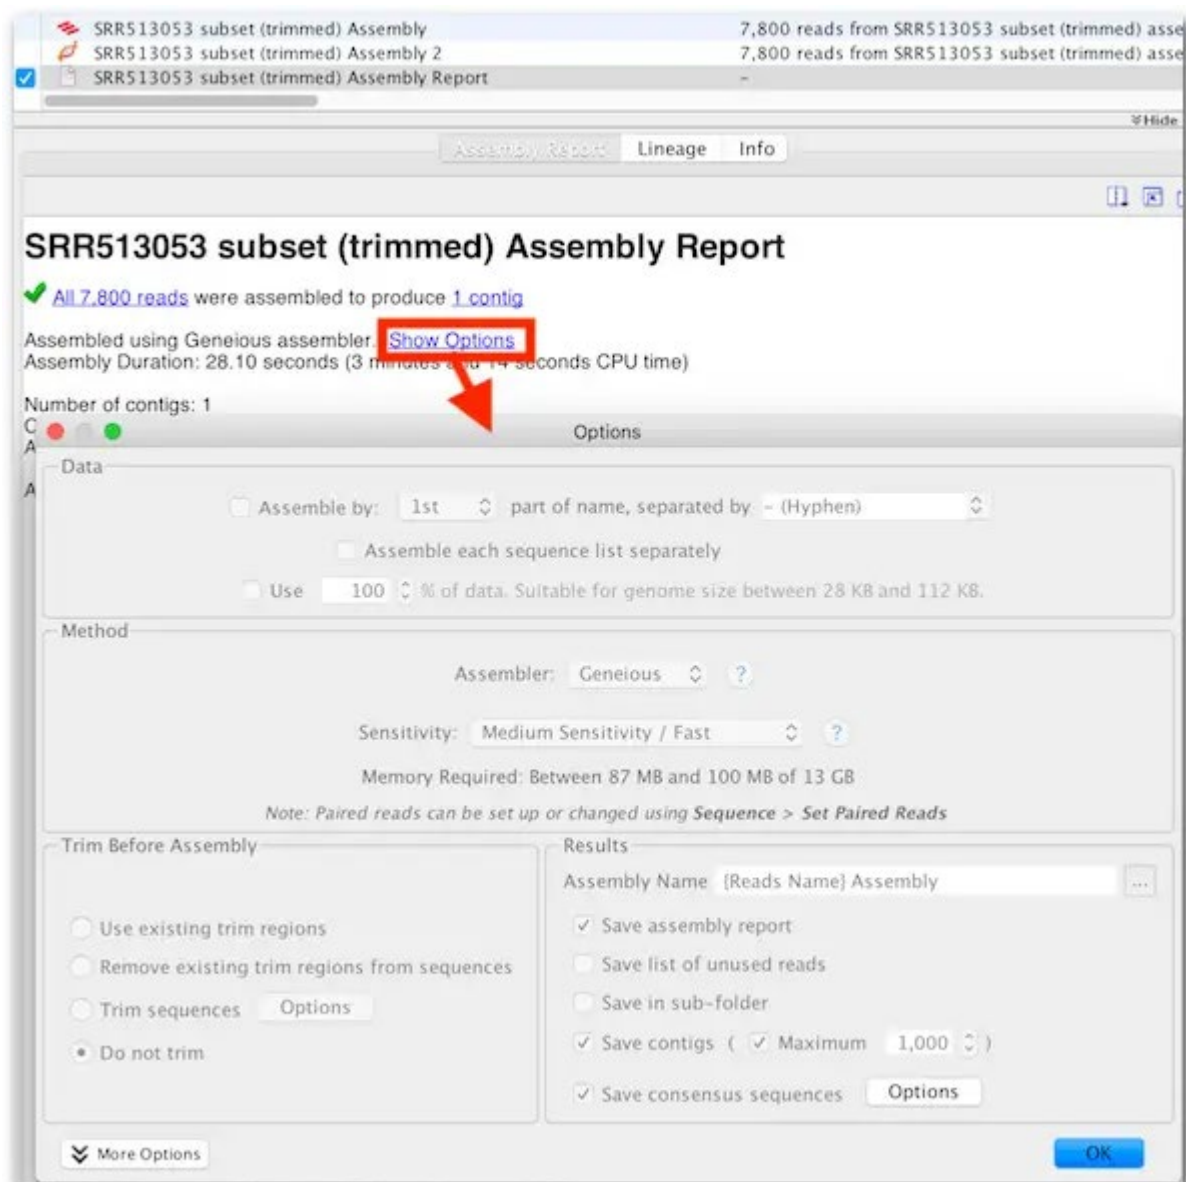 SRR513053 subset (trimmed) Assembly 7,800 reads from SRR513053 subset (trimmed) asse
SRR513053 subset (trimmed) Assembly 2 7,800 reads from SRR513053 subset (trimmed) asse
SRR513053 subset (trimmed) Assembly Report -
Hide
Assembly Report Lineage Info
SRR513053 subset (trimmed) Assembly Report
All 7,800 reads were assembled to produce 1 contig
Assembled using Geneious assembler. Show Options
Assembly Duration: 28.10 seconds (3 minutes and 14 seconds CPU time)
Number of contigs: 1
C
Options
A
Data
A
Assemble by: 1st part of name, separated by - (Hyphen)
Assemble each sequence list separately
Use 100 % of data. Suitable for genome size between 28 KB and 112 KB.
Method
Assembler: Geneious ?
Sensitivity: Medium Sensitivity / Fast ?
Memory Required: Between 87 MB and 100 MB of 13 GB
Note: Paired reads can be set up or changed using Sequence > Set Paired Reads
Trim Before Assembly
Use existing trim regions
Remove existing trim regions from sequences
Trim sequences Options
Do not trim
Results
Assembly Name {Reads Name} Assembly ...
Save assembly report
Save list of unused reads
Save in sub-folder
Save contigs ( Maximum 1,000 )
Save consensus sequences Options
More Options
OK